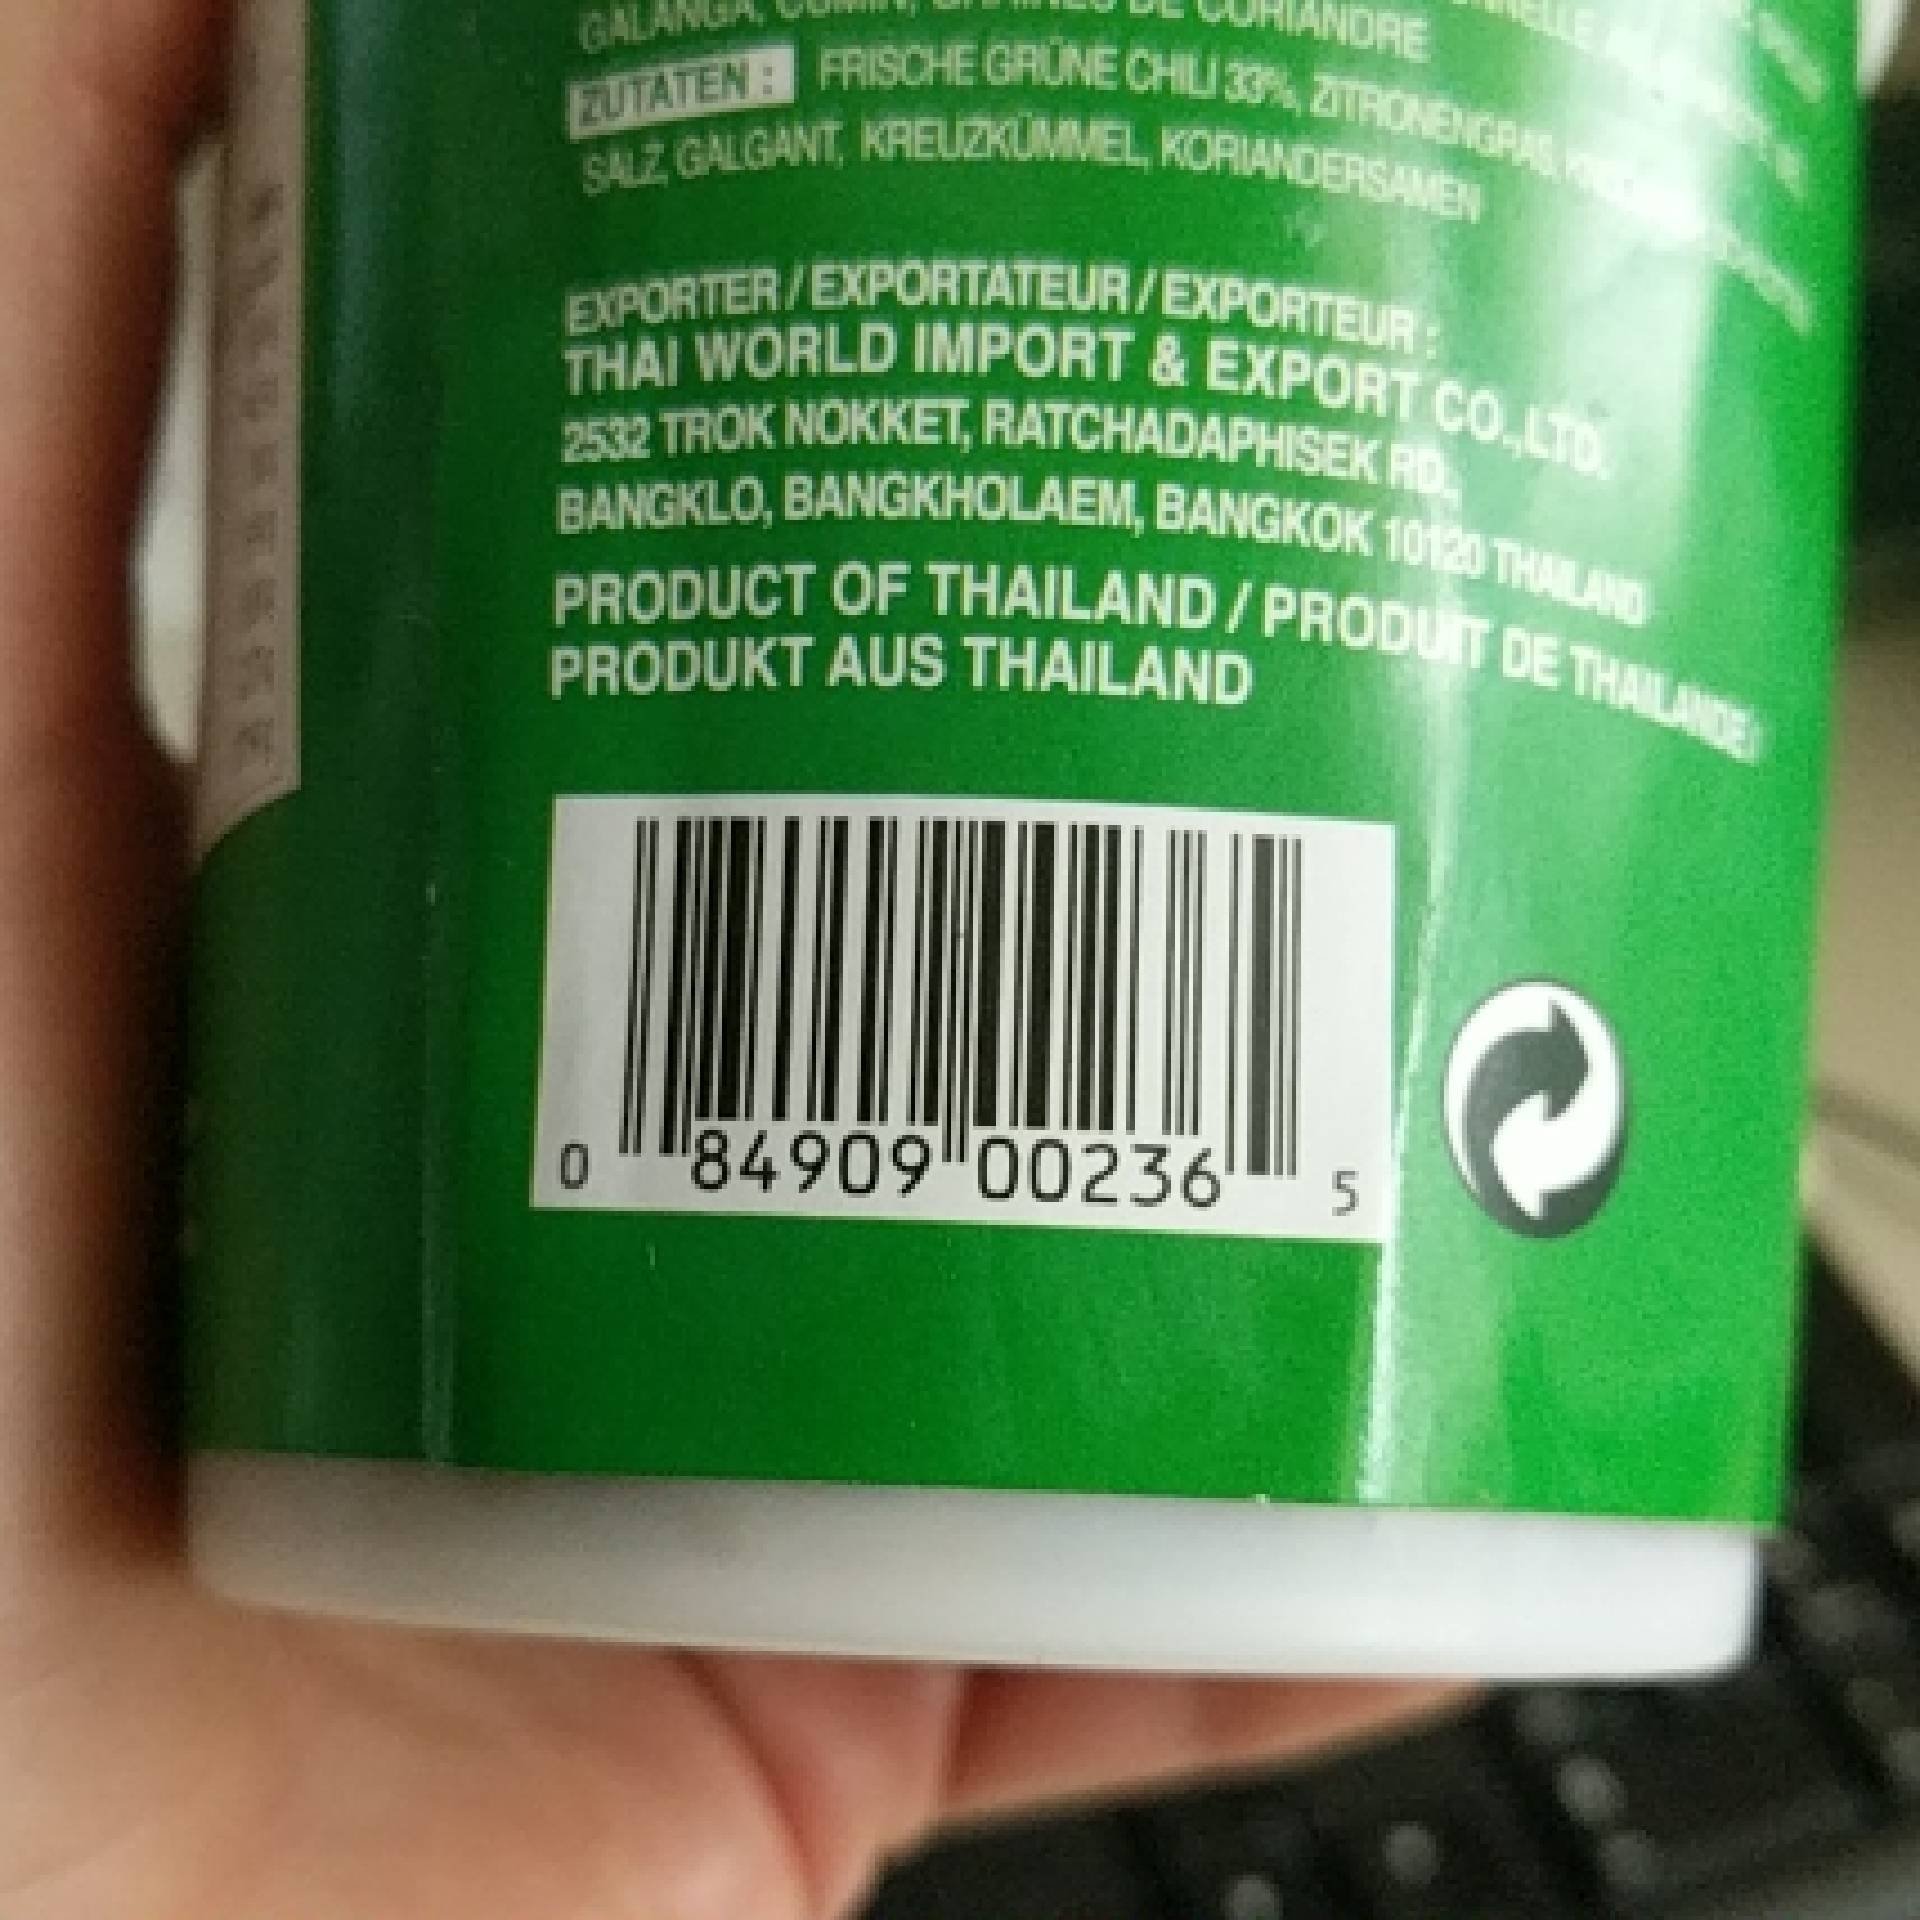 GALANGA, CUMIN, GRAINES DE CORIANDRE
ZUTATEN : FRISCHE GRÜNE CHILI 33%, ZITRONENGRAS,
SALZ, GALGANT, KREUZKÜMMEL, KORIANDERSAMEN
EXPORTER / EXPORTATEUR / EXPORTEUR :
THAI WORLD IMPORT & EXPORT CO.,LTD.
2532 TROK NOKKET, RATCHADAPHISEK RD.,
BANGKLO, BANGKHOLAEM, BANGKOK 10120 THAILAND
PRODUCT OF THAILAND / PRODUIT DE THAILANDE /
PRODUKT AUS THAILAND
0 84909 00236 5